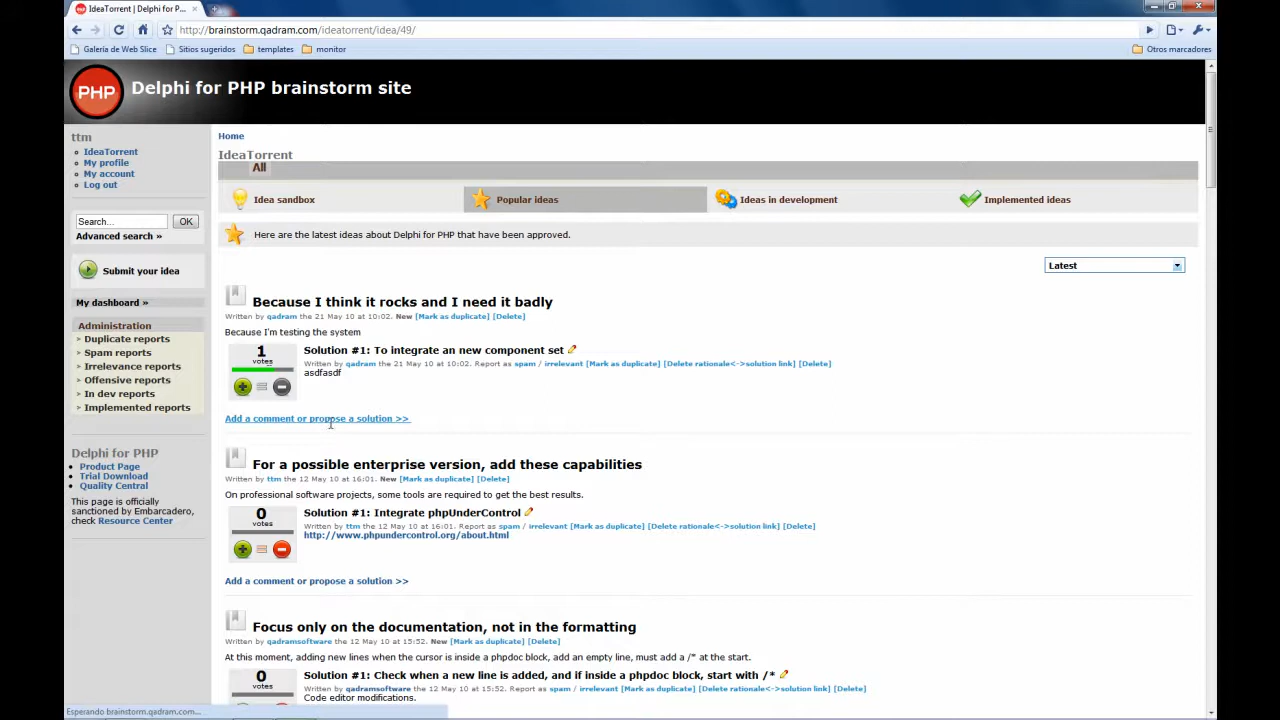 IdeaTorrent | Delphi for P...
http://brainstorm.qadram.com/ideatorrent/idea/49/
Galería de Web Slice Sitios sugeridos templates monitor Otros marcadores
PHP Delphi for PHP brainstorm site
ttm
IdeaTorrent
My profile
My account
Log out
Search... OK
Advanced search »
Submit your idea
My dashboard »
Administration
> Duplicate reports
> Spam reports
> Irrelevance reports
> Offensive reports
> In dev reports
> Implemented reports
Delphi for PHP
Product Page
Trial Download
Quality Central
This page is officially
sanctioned by Embarcadero,
check Resource Center
Home
IdeaTorrent
All
Idea sandbox Popular ideas Ideas in development Implemented ideas
Here are the latest ideas about Delphi for PHP that have been approved.
Latest
Because I think it rocks and I need it badly
Written by qadram the 21 May 10 at 10:02. New [Mark as duplicate] [Delete]
Because I'm testing the system
1
votes
Solution #1: To integrate an new component set
Written by qadram the 21 May 10 at 10:02. Report as spam / irrelevant [Mark as duplicate] [Delete rationale<->solution link] [Delete]
asdfasdf
Add a comment or propose a solution >>
For a possible enterprise version, add these capabilities
Written by ttm the 12 May 10 at 16:01. New [Mark as duplicate] [Delete]
On professional software projects, some tools are required to get the best results.
0
votes
Solution #1: Integrate phpUnderControl
Written by ttm the 12 May 10 at 16:01. Report as spam / irrelevant [Mark as duplicate] [Delete rationale<->solution link] [Delete]
http://www.phpundercontrol.org/about.html
Add a comment or propose a solution >>
Focus only on the documentation, not in the formatting
Written by qadramsoftware the 12 May 10 at 15:52. New [Mark as duplicate] [Delete]
At this moment, adding new lines when the cursor is inside a phpdoc block, add an empty line, must add a /* at the start.
0
votes
Solution #1: Check when a new line is added, and if inside a phpdoc block, start with /*
Written by qadramsoftware the 12 May 10 at 15:52. Report as spam / irrelevant [Mark as duplicate] [Delete rationale<->solution link] [Delete]
Code editor modifications.
Esperando brainstorm.qadram.com...